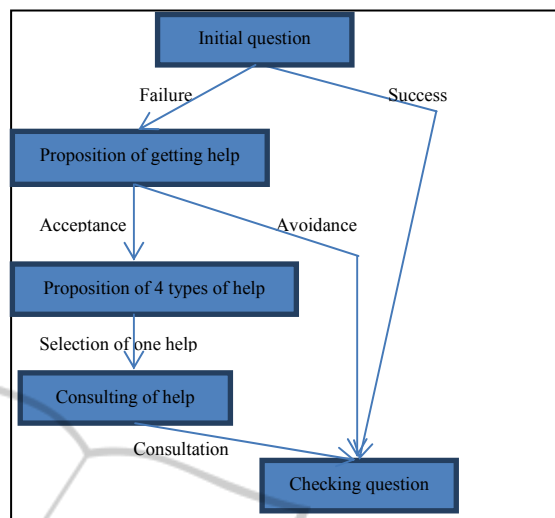 Initial question
Failure
Success
Proposition of getting help
Acceptance
Avoidance
Proposition of 4 types of help
Selection of one help
Consulting of help
Consultation
Checking question